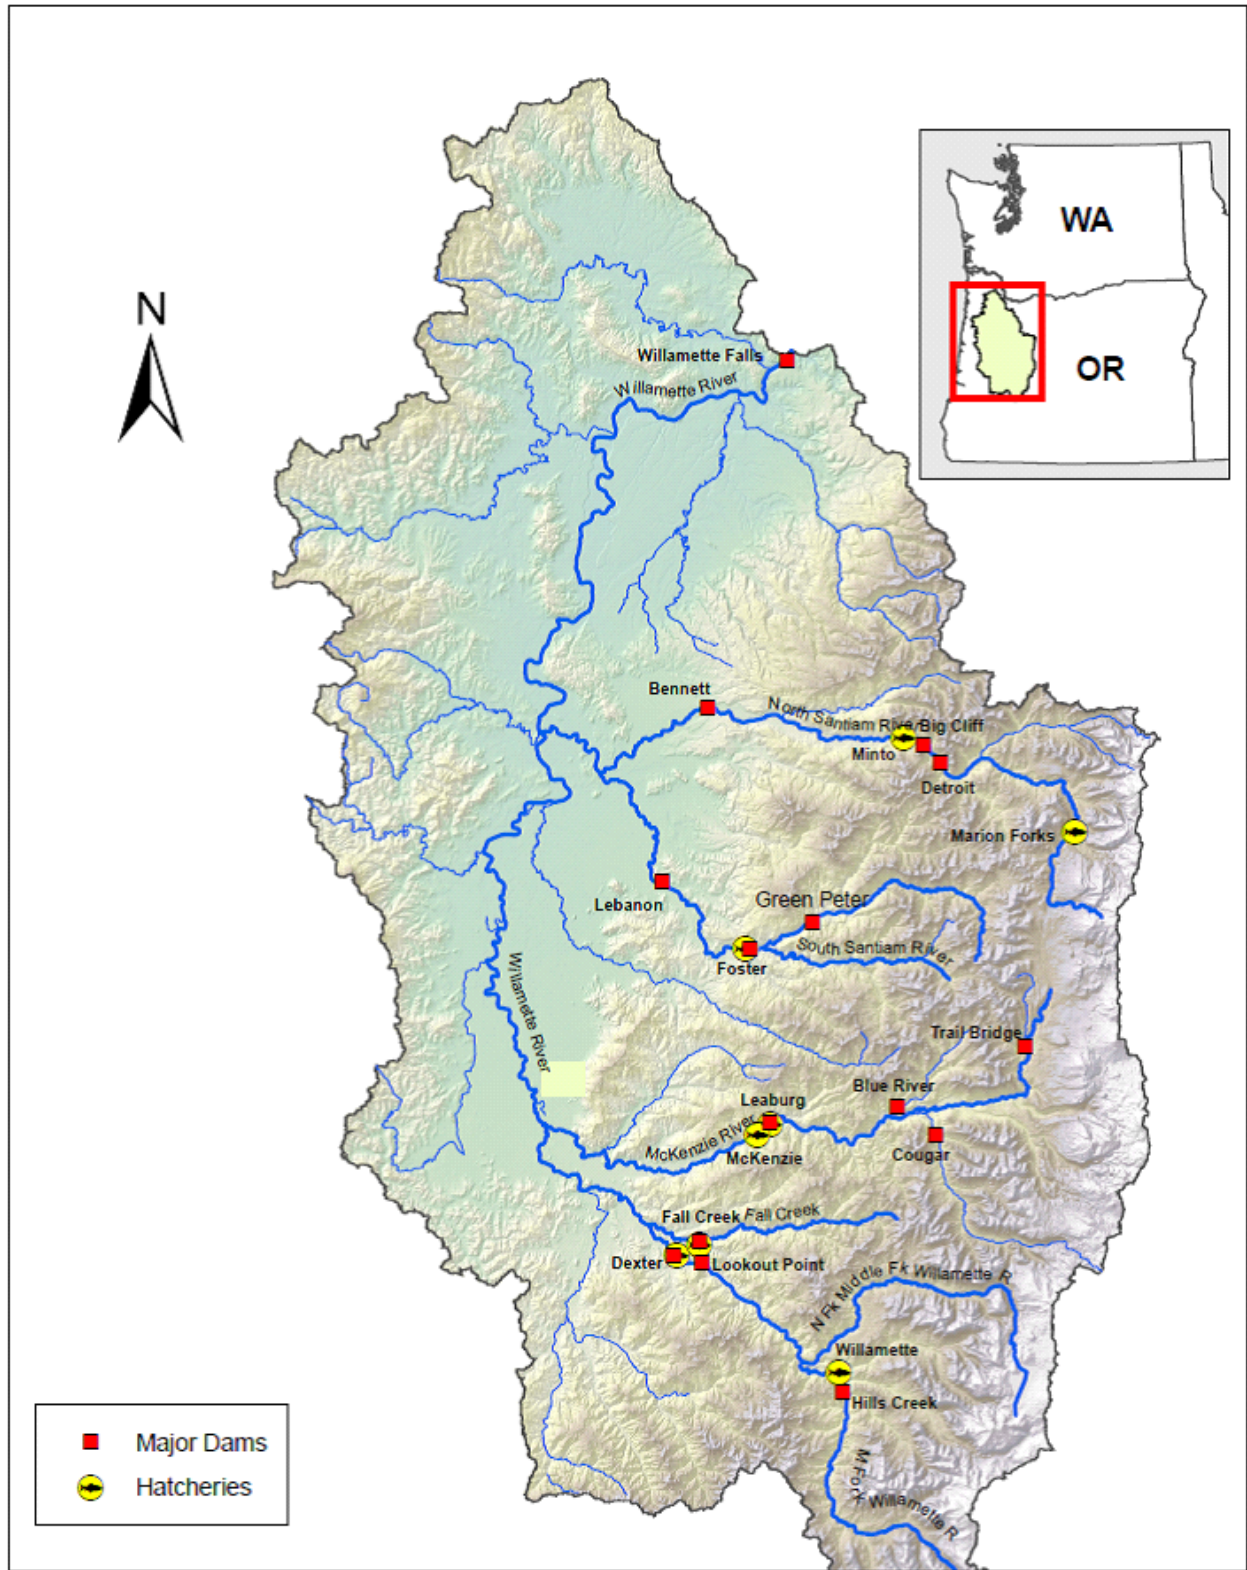 N
WA
OR
Willamette Falls
Willamette River
Bennett
North Santiam River
Big Cliff
Minto
Detroit
Marion Forks
Lebanon
Green Peter
South Santiam River
Foster
Willamette River
Trail Bridge
Blue River
Leaburg
McKenzie River
McKenzie
Cougar
Fall Creek
Fall Creek
Dexter
Lookout Point
N Fk Middle Fk Willamette R
Willamette
Hills Creek
M Fork Willamette R
Major Dams
Hatcheries